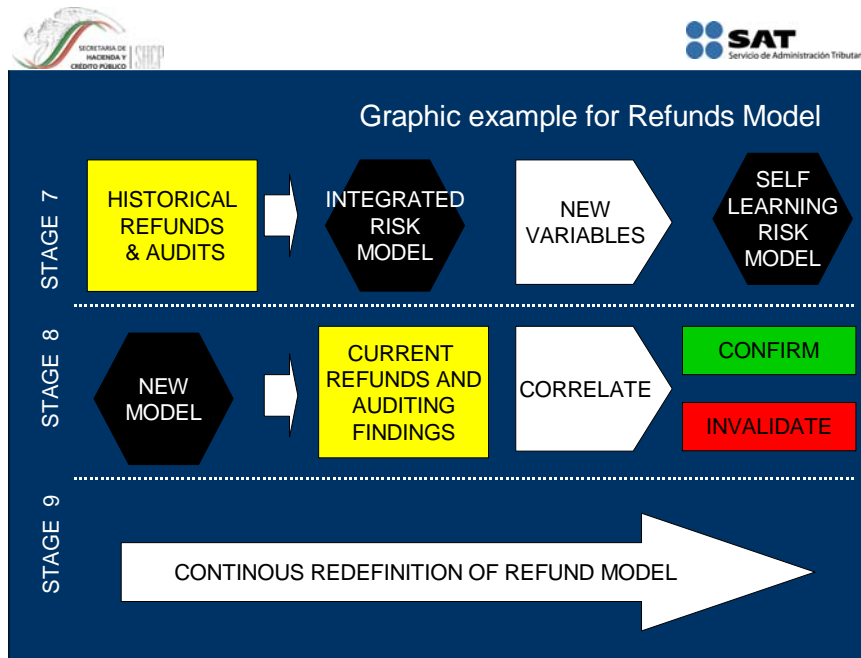 SECRETARIA DE
HACENDA Y
CRÉDITO PÚBLICO
SHCP
SAT
Servicio de Administración Tributar
Graphic example for Refunds Model
STAGE 7
HISTORICAL
REFUNDS
& AUDITS
INTEGRATED
RISK
MODEL
NEW
VARIABLES
SELF
LEARNING
RISK
MODEL
STAGE 8
NEW
MODEL
CURRENT
REFUNDS AND
AUDITING
FINDINGS
CORRELATE
CONFIRM
INVALIDATE
STAGE 9
CONTINOUS REDEFINITION OF REFUND MODEL